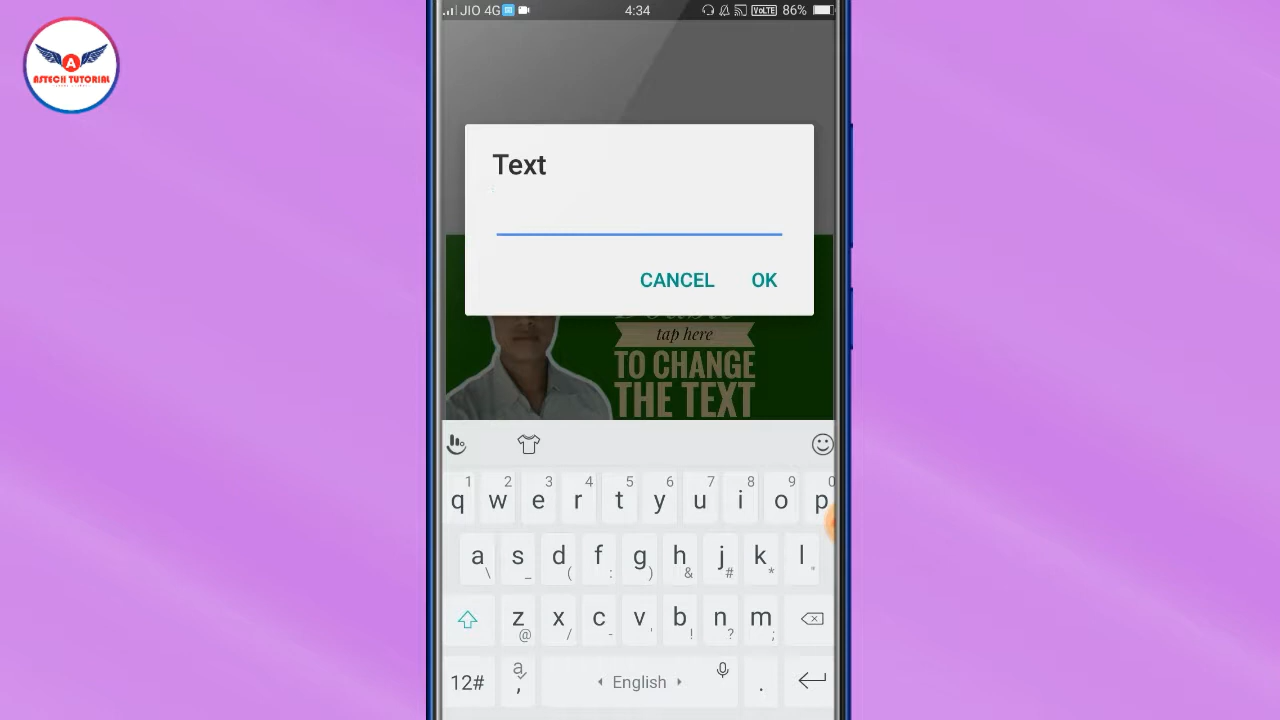 JIO 4G 4:34 VoLTE 86%
A
ASTECH TUTORIAL
Text
CANCEL OK
tap here
TO CHANGE
THE TEXT
1 2 3 4 5 6 7 8 9 0
q w e r t y u i o p
a s d f g h j k l
\ _ ( : ) & # * "
z x c v b n m
@ / - ' ! ? ;
12# a , English .